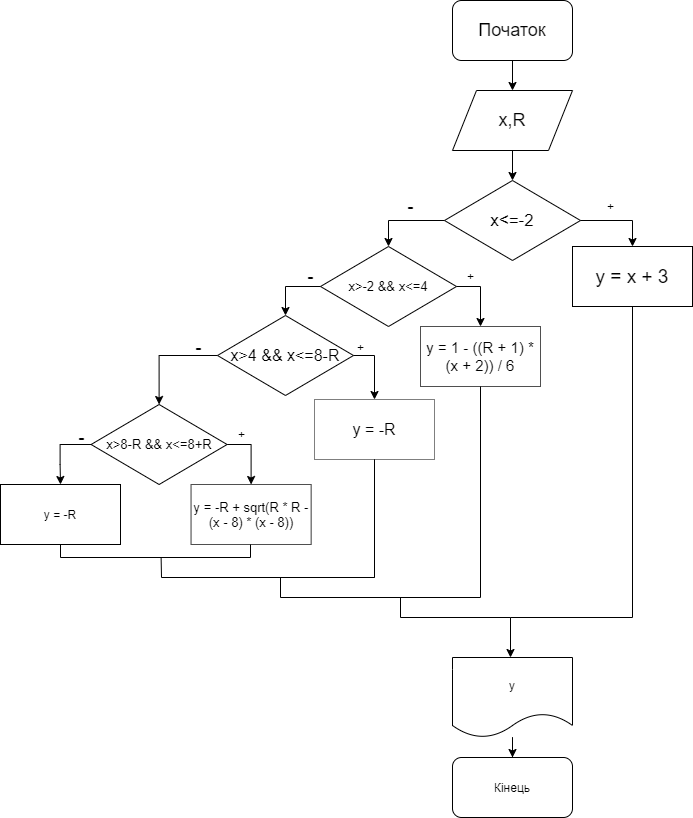 Початок
x,R
x<=-2
-
+
y = x + 3
x>-2 && x<=4
-
+
y = 1 - ((R + 1) *
(x + 2)) / 6
x>4 && x<=8-R
-
+
y = -R
x>8-R && x<=8+R
-
+
y = -R
y = -R + sqrt(R * R -
(x - 8) * (x - 8))
y
Кінець